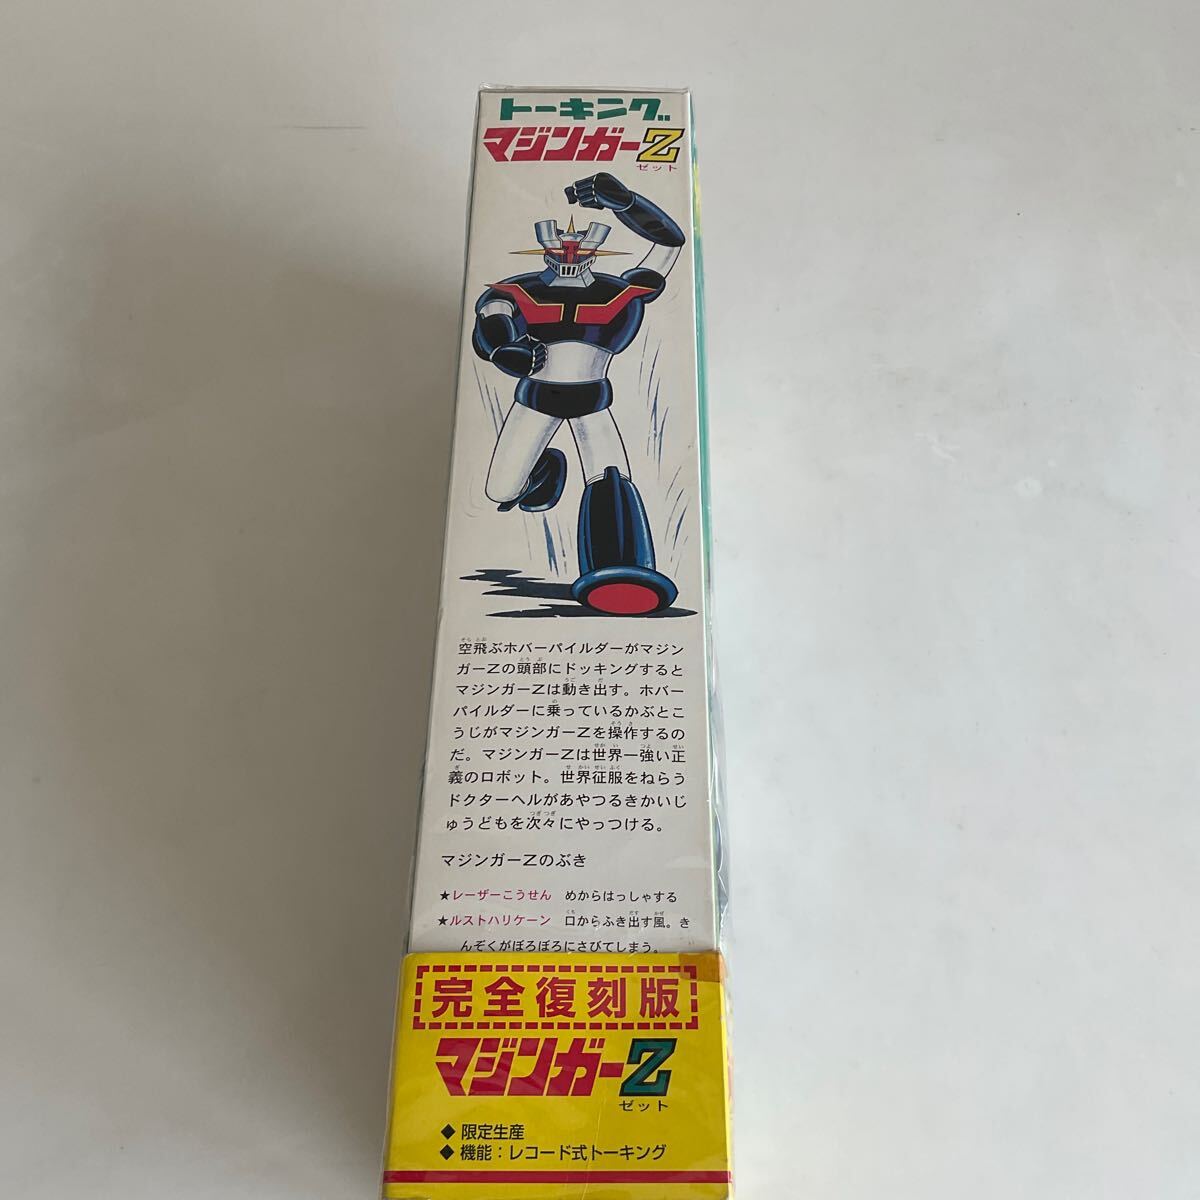 トーキング
マジンガーZ
ゼット
空飛ぶホバーパイルダーがマジン
ガーZの頭部にドッキングすると
マジンガーZは動き出す。ホバー
パイルダーに乗っているかぶとこ
うじがマジンガーZを操作するの
だ。マジンガーZは世界一強い正
義のロボット。世界征服をねらう
ドクターヘルがあやつるきかいじ
ゅうどもを次々にやっつける。
マジンガーZのぶき
★レーザーこうせん めからはっしゃする
★ルストハリケーン 口からふき出す風。き
んぞくがぼろぼろにさびてしまう。
完全復刻版
マジンガーZ
ゼット
◆限定生産
◆機能：レコード式トーキング